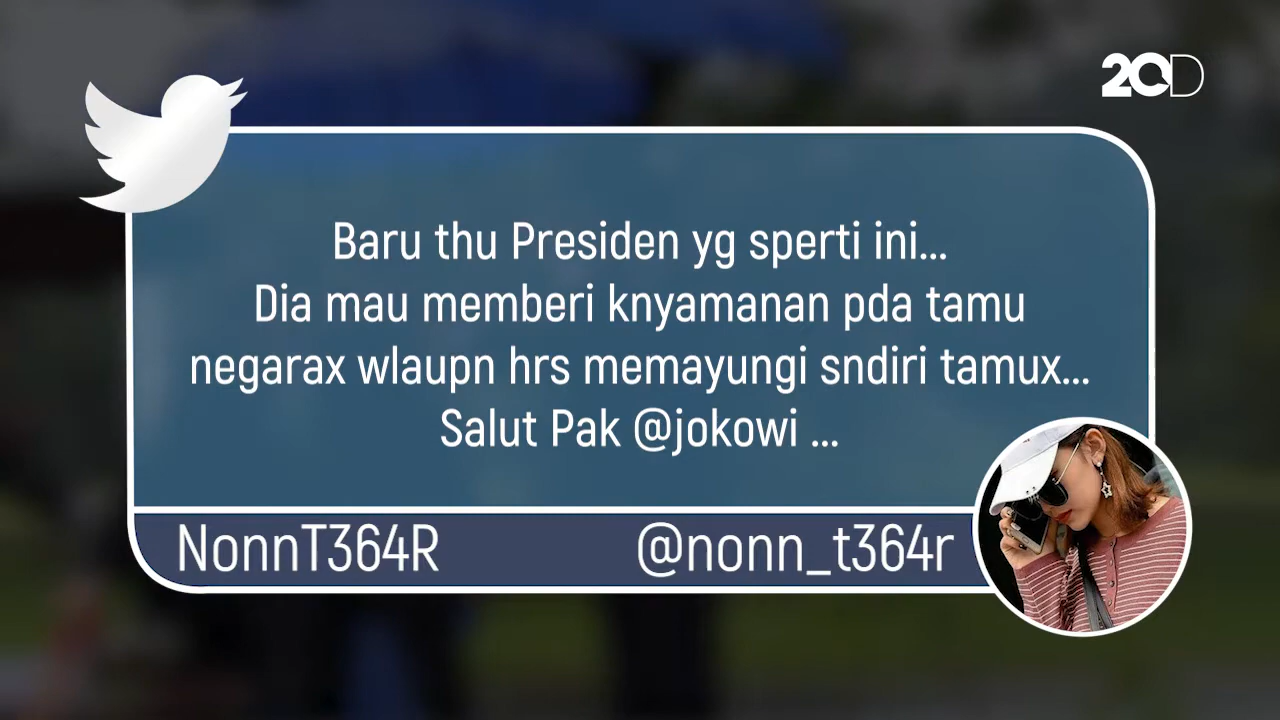 20D
Baru thu Presiden yg sperti ini...
Dia mau memberi knyamanan pda tamu
negarax wlaupn hrs memayungi sndiri tamux...
Salut Pak @jokowi ...
NonnT364R @nonn_t364r